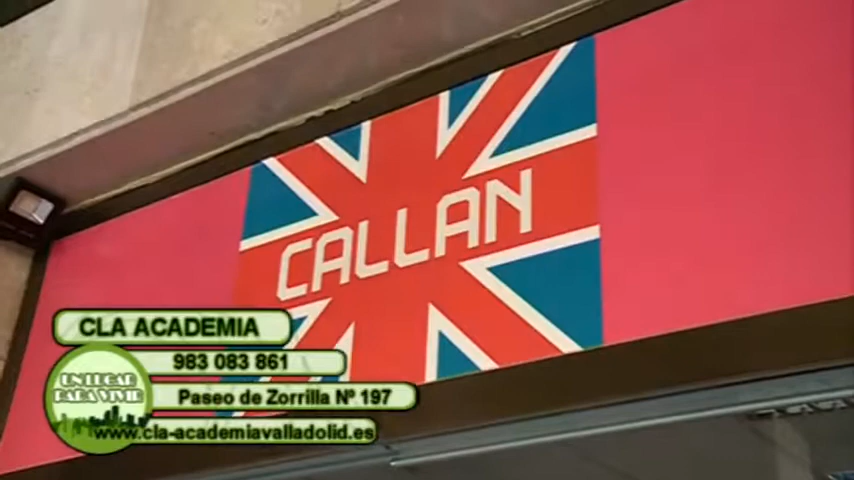 CALLAN
CLA ACADEMIA
983 083 861
Paseo de Zorrilla Nº 197
UN LUGAR
PARA VIVIR
www.cla-academiavalladolid.es